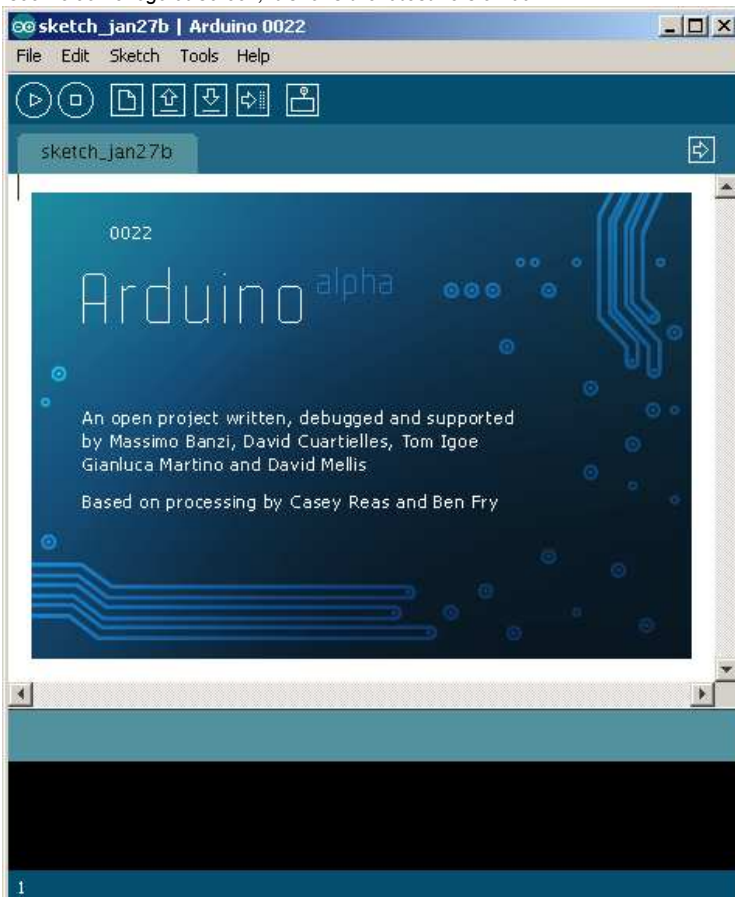 sketch_jan27b | Arduino 0022
File Edit Sketch Tools Help
sketch_jan27b
0022
Arduino alpha
An open project written, debugged and supported
by Massimo Banzi, David Cuartielles, Tom Igoe
Gianluca Martino and David Mellis
Based on processing by Casey Reas and Ben Fry
1